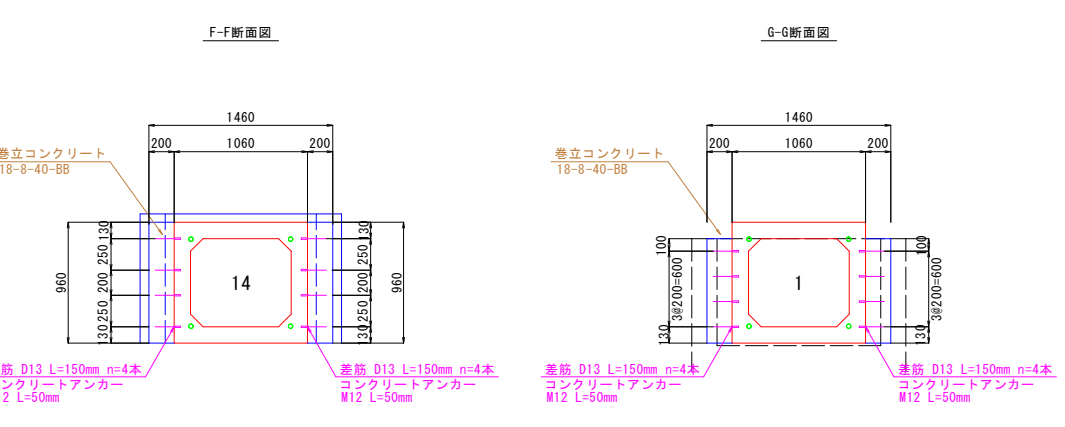 F-F断面図
1460
200 1060 200
巻立コンクリート
18-8-40-BB
960
130
250
200
250
130
14
130
250
200
250
130
960
筋 D13 L=150mm n=4本
ンクリートアンカー
2 L=50mm
差筋 D13 L=150mm n=4本
コンクリートアンカー
M12 L=50mm
G-G断面図
1460
200 1060 200
巻立コンクリート
18-8-40-BB
100
3@200=600
130
1
100
3@200=600
130
差筋 D13 L=150mm n=4本
コンクリートアンカー
M12 L=50mm
差筋 D13 L=150mm n=4本
コンクリートアンカー
M12 L=50mm